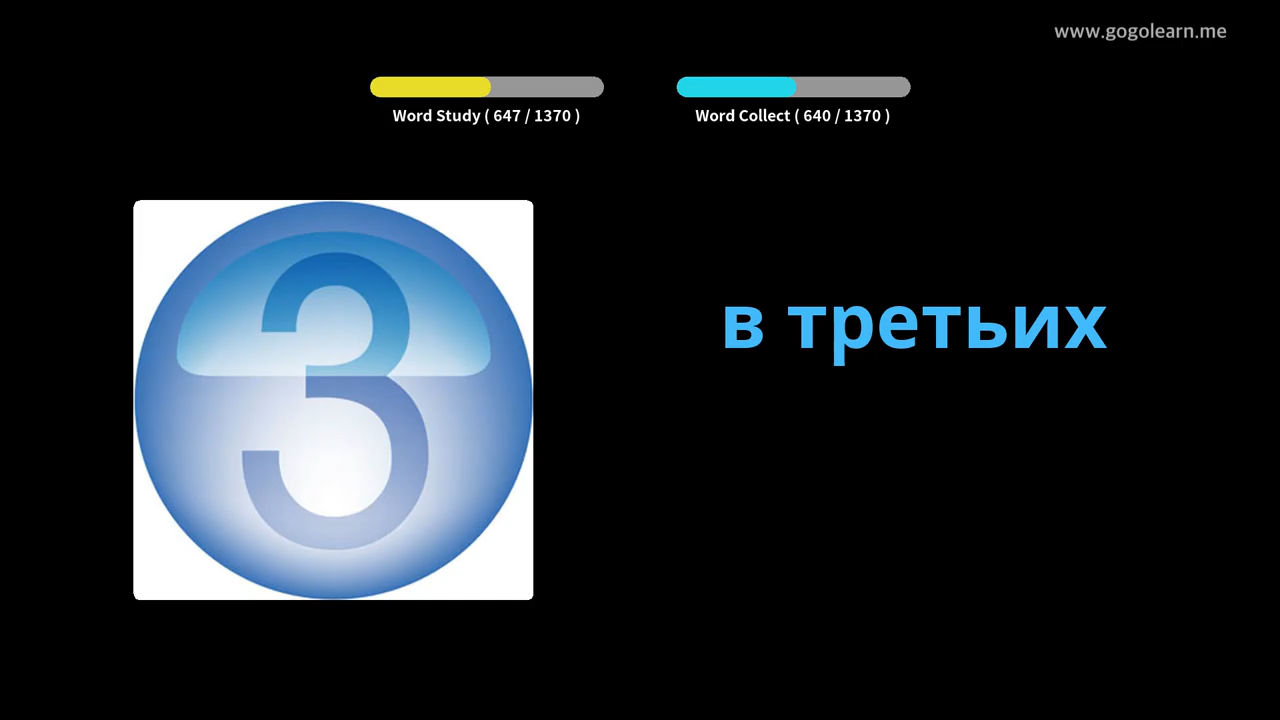 www.gogolearn.me
Word Study ( 647 / 1370 )
Word Collect ( 640 / 1370 )
3
в третьих